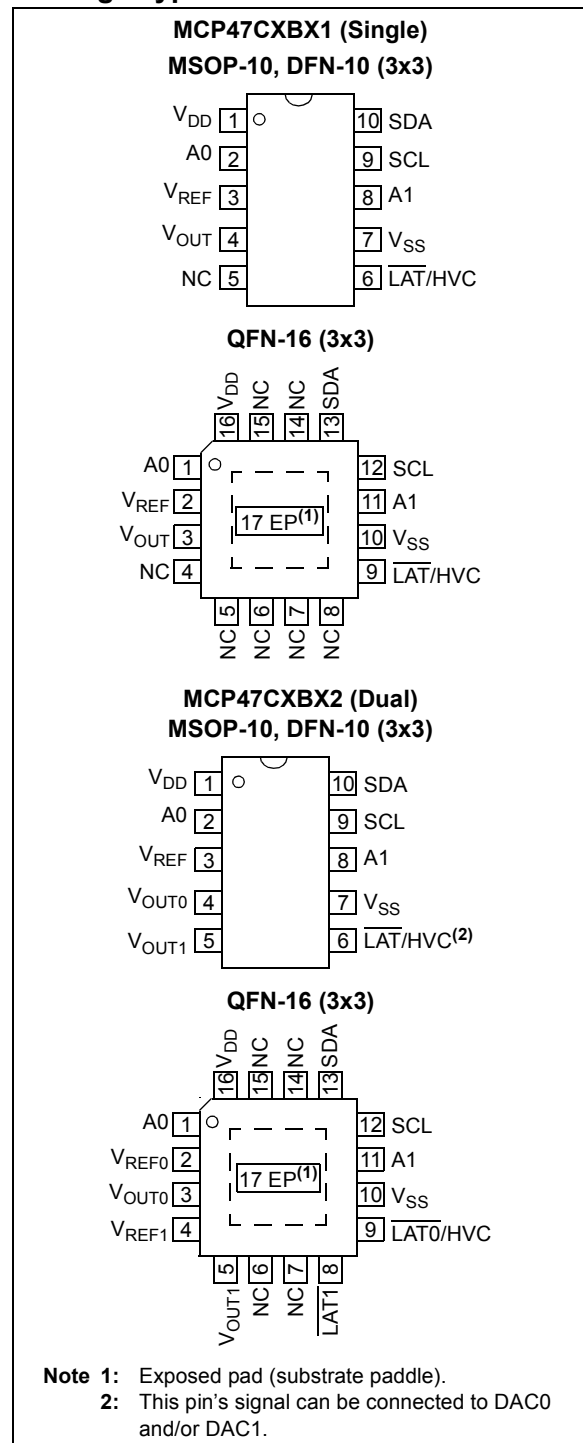 MCP47CXBX1 (Single)
MSOP-10, DFN-10 (3x3)
VDD 1 10 SDA
A0 2 9 SCL
VREF 3 8 A1
VOUT 4 7 VSS
NC 5 6 L̅A̅T̅/HVC
QFN-16 (3x3)
VDD NC NC SDA
16 15 14 13
A0 1 12 SCL
VREF 2 11 A1
17 EP(1)
VOUT 3 10 VSS
NC 4 9 L̅A̅T̅/HVC
5 6 7 8
NC NC NC NC
MCP47CXBX2 (Dual)
MSOP-10, DFN-10 (3x3)
VDD 1 10 SDA
A0 2 9 SCL
VREF 3 8 A1
VOUT0 4 7 VSS
VOUT1 5 6 L̅A̅T̅/HVC(2)
QFN-16 (3x3)
VDD NC NC SDA
16 15 14 13
A0 1 12 SCL
VREF0 2 11 A1
17 EP(1)
VOUT0 3 10 VSS
VREF1 4 9 L̅A̅T̅0̅/HVC
5 6 7 8
VOUT1 NC NC L̅A̅T̅1̅
Note 1: Exposed pad (substrate paddle).
2: This pin's signal can be connected to DAC0
and/or DAC1.